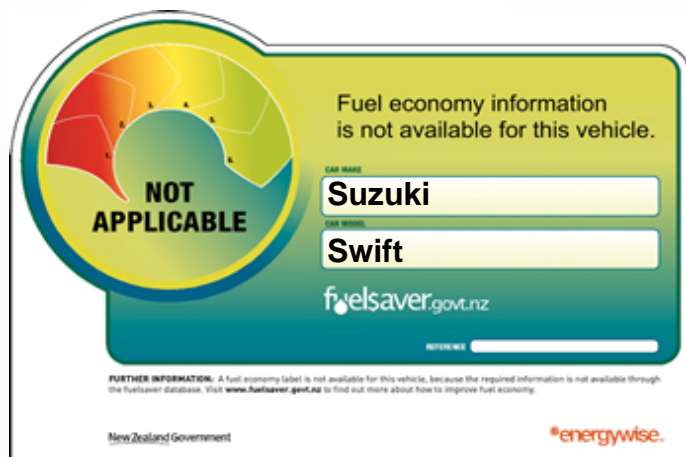 1.
2.
3.
4.
5.
6.
NOT
APPLICABLE
Fuel economy information
is not available for this vehicle.
CAR MAKE
Suzuki
CAR MODEL
Swift
fuelsaver.govt.nz
REFERENCE
FURTHER INFORMATION: A fuel economy label is not available for this vehicle, because the required information is not available through
the fuelsaver database. Visit www.fuelsaver.govt.nz to find out more about how to improve fuel economy.
New Zealand Government
energywise.